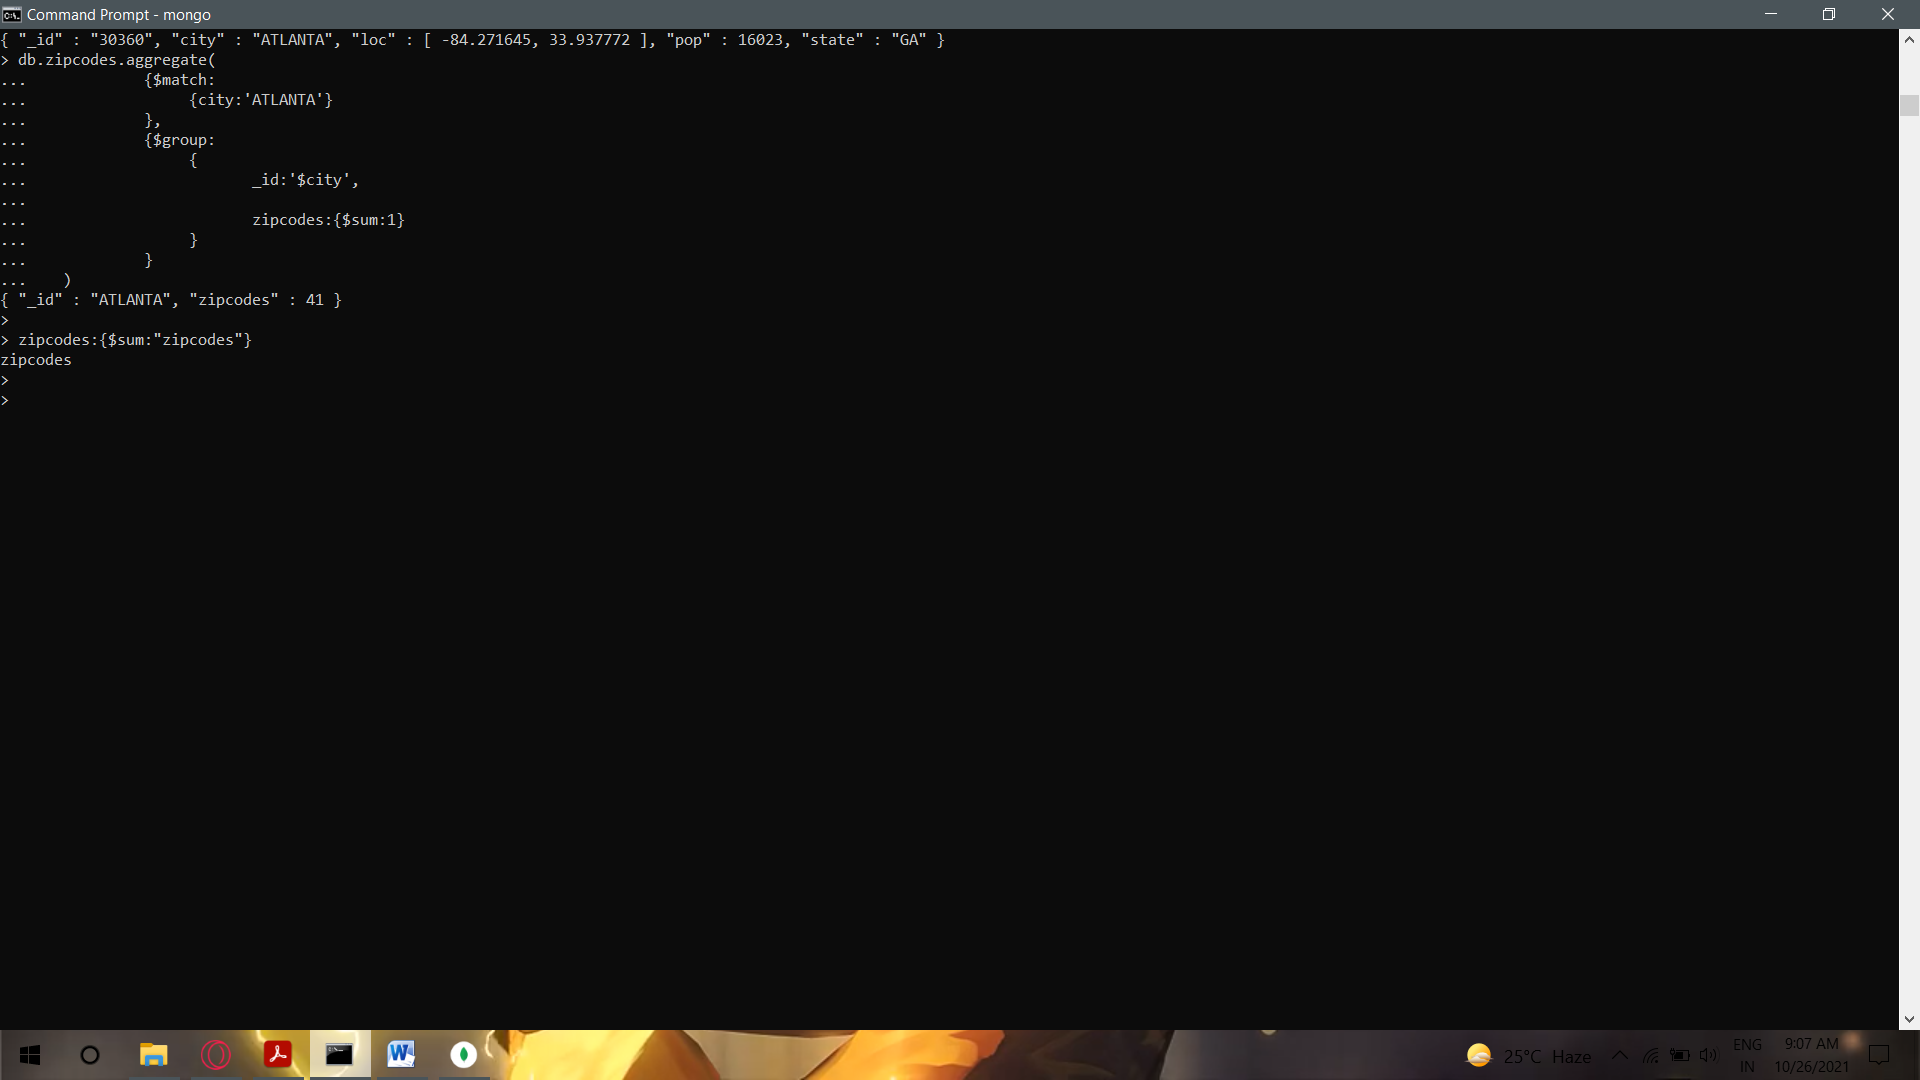 Command Prompt - mongo
{ "_id" : "30360", "city" : "ATLANTA", "loc" : [ -84.271645, 33.937772 ], "pop" : 16023, "state" : "GA" }
> db.zipcodes.aggregate(
...             {$match:
...                  {city:'ATLANTA'}
...             },
...             {$group:
...                  {
...                         _id:'$city',
...
...                         zipcodes:{$sum:1}
...                  }
...             }
...    )
{ "_id" : "ATLANTA", "zipcodes" : 41 }
>
> zipcodes:{$sum:"zipcodes"}
zipcodes
>
>
25°C Haze
ENG
IN
9:07 AM
10/26/2021